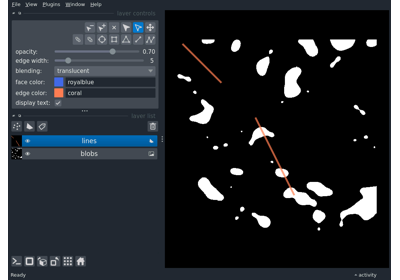 File View Plugins Window Help
layer controls
opacity: 0.70
edge width: 5
blending: translucent
face color: royalblue
edge color: coral
display text:
layer list
lines
blobs
Ready
activity